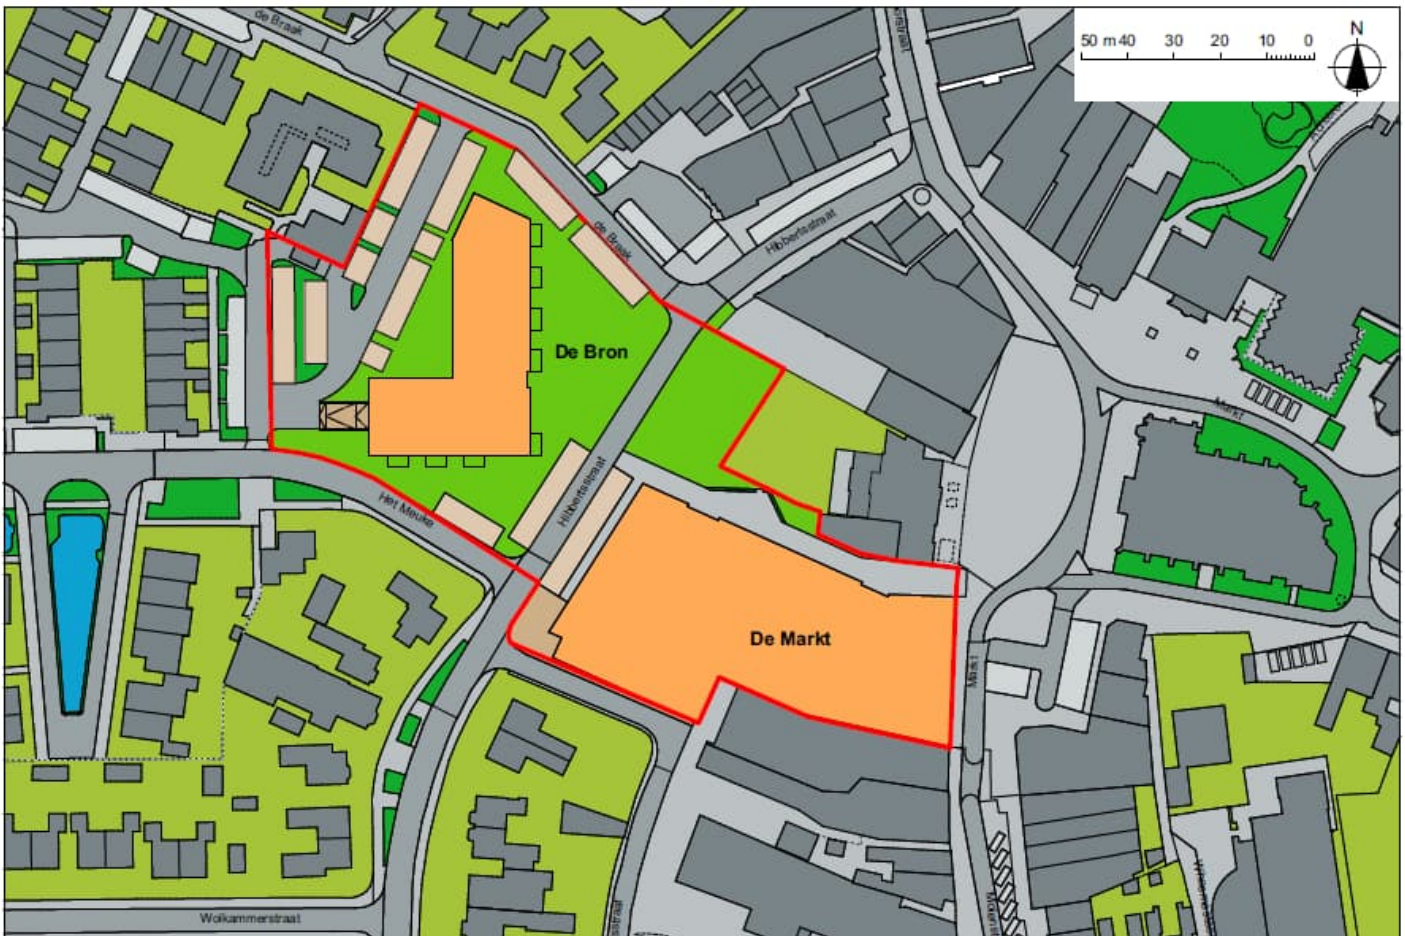 de Braak
50 m 40 30 20 10 0
N
Hibbertsstraat
de Braak
De Bron
Markt
Hibbertsstraat
Het Meuke
De Markt
Markt
Wolkammerstraat